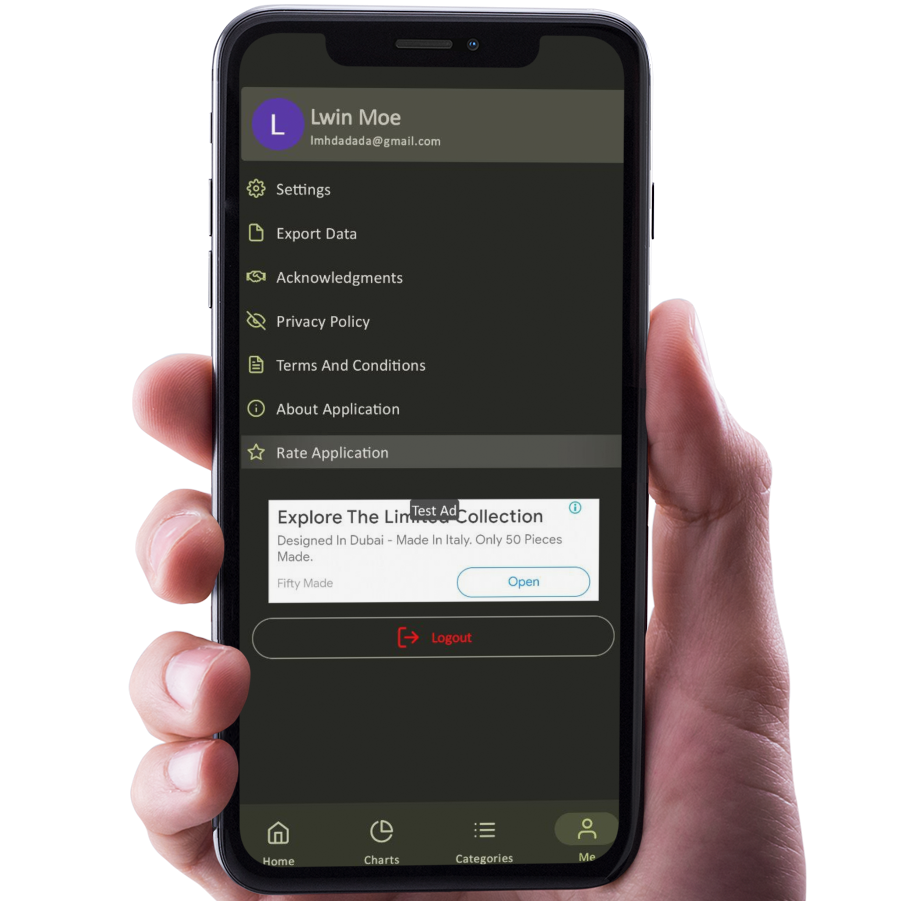 L
Lwin Moe
lmhdadada@gmail.com
Settings
Export Data
Acknowledgments
Privacy Policy
Terms And Conditions
About Application
Rate Application
Test Ad
Explore The Limited Collection
Designed In Dubai - Made In Italy. Only 50 Pieces
Made.
Fifty Made
Open
Logout
Home
Charts
Categories
Me